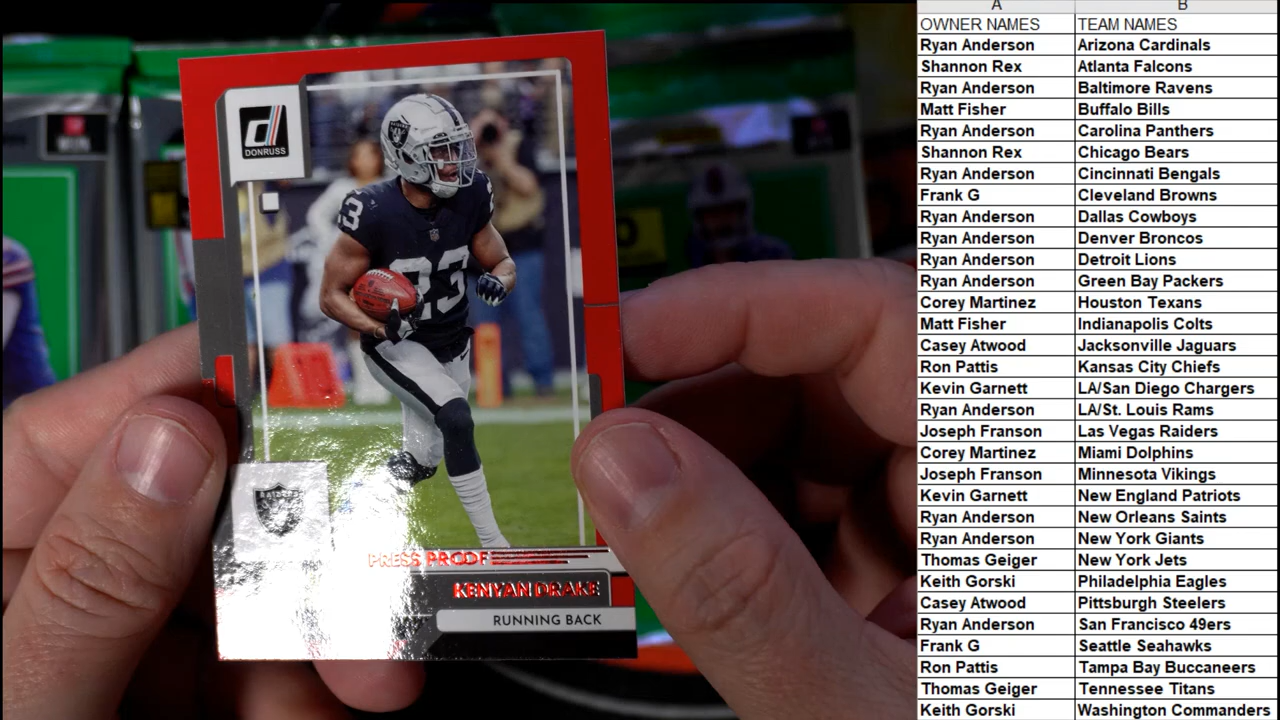 DONRUSS
23
23
RAIDERS
PRESS PROOF
KENYAN DRAKE
RUNNING BACK
A B
OWNER NAMES TEAM NAMES
Ryan Anderson Arizona Cardinals
Shannon Rex Atlanta Falcons
Ryan Anderson Baltimore Ravens
Matt Fisher Buffalo Bills
Ryan Anderson Carolina Panthers
Shannon Rex Chicago Bears
Ryan Anderson Cincinnati Bengals
Frank G Cleveland Browns
Ryan Anderson Dallas Cowboys
Ryan Anderson Denver Broncos
Ryan Anderson Detroit Lions
Ryan Anderson Green Bay Packers
Corey Martinez Houston Texans
Matt Fisher Indianapolis Colts
Casey Atwood Jacksonville Jaguars
Ron Pattis Kansas City Chiefs
Kevin Garnett LA/San Diego Chargers
Ryan Anderson LA/St. Louis Rams
Joseph Franson Las Vegas Raiders
Corey Martinez Miami Dolphins
Joseph Franson Minnesota Vikings
Kevin Garnett New England Patriots
Ryan Anderson New Orleans Saints
Ryan Anderson New York Giants
Thomas Geiger New York Jets
Keith Gorski Philadelphia Eagles
Casey Atwood Pittsburgh Steelers
Ryan Anderson San Francisco 49ers
Frank G Seattle Seahawks
Ron Pattis Tampa Bay Buccaneers
Thomas Geiger Tennessee Titans
Keith Gorski Washington Commanders